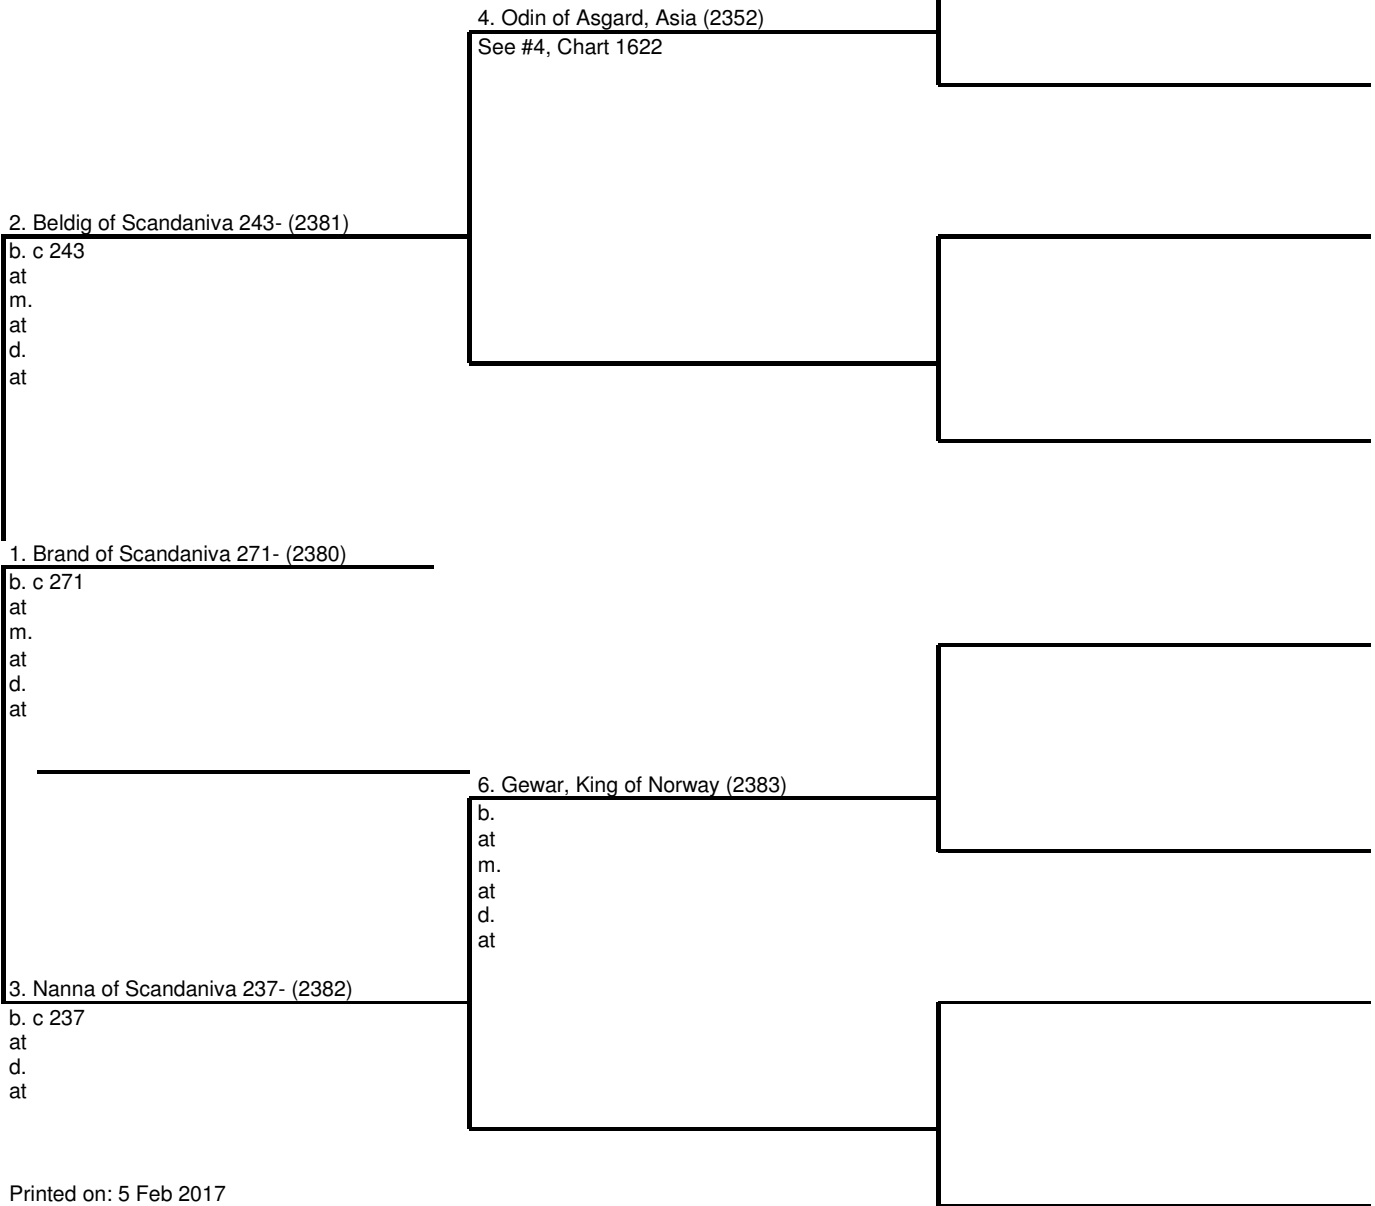 4. Odin of Asgard, Asia (2352)
See #4, Chart 1622
2. Beldig of Scandaniva 243- (2381)
b. c 243
at
m.
at
d.
at
1. Brand of Scandaniva 271- (2380)
b. c 271
at
m.
at
d.
at
6. Gewar, King of Norway (2383)
b.
at
m.
at
d.
at
3. Nanna of Scandaniva 237- (2382)
b. c 237
at
d.
at
Printed on: 5 Feb 2017